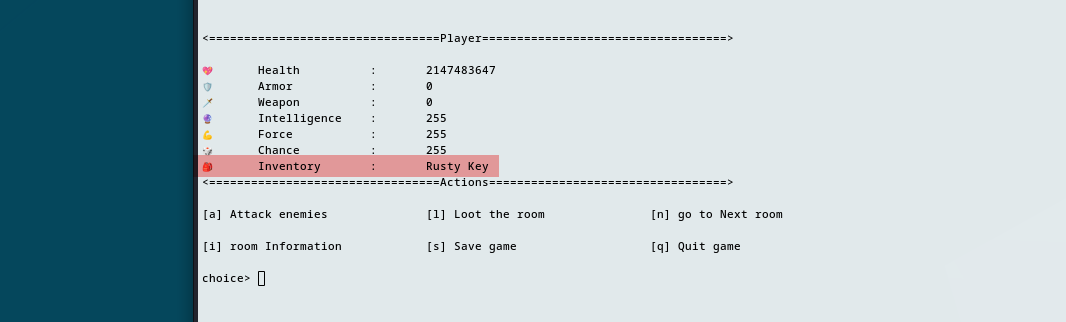 <=================================Player===================================>
💖 Health : 2147483647
🛡️ Armor : 0
🗡️ Weapon : 0
🔮 Intelligence : 255
💪 Force : 255
🎲 Chance : 255
🎒 Inventory : Rusty Key
<=================================Actions==================================>
[a] Attack enemies [l] Loot the room [n] go to Next room
[i] room Information [s] Save game [q] Quit game
choice>